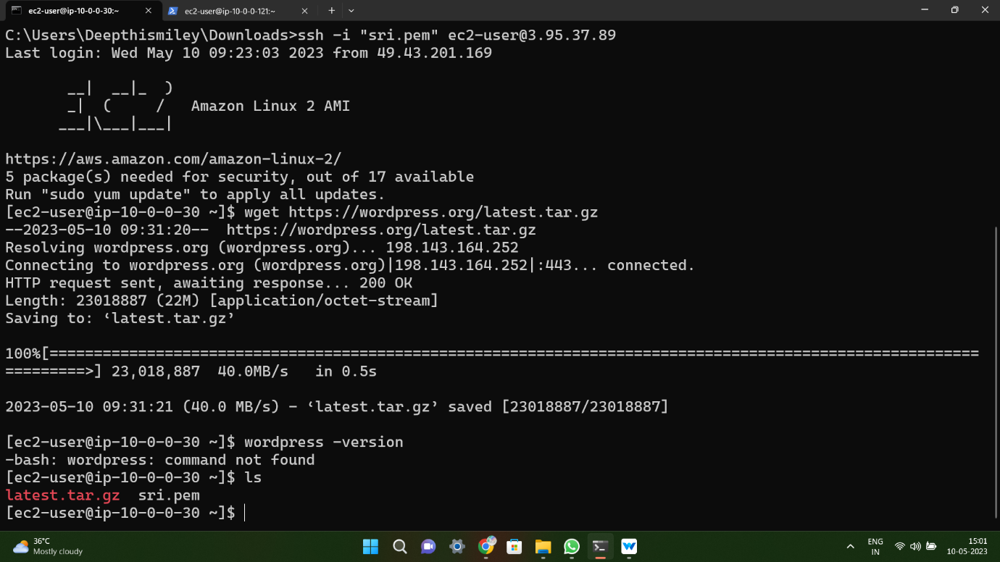 ec2-user@ip-10-0-0-30:~ ec2-user@ip-10-0-0-121:~
C:\Users\Deepthismiley\Downloads>ssh -i "sri.pem" ec2-user@3.95.37.89
Last login: Wed May 10 09:23:03 2023 from 49.43.201.169
       __|  __|_  )
       _|  (     /   Amazon Linux 2 AMI
      ___|\___|___|
https://aws.amazon.com/amazon-linux-2/
5 package(s) needed for security, out of 17 available
Run "sudo yum update" to apply all updates.
[ec2-user@ip-10-0-0-30 ~]$ wget https://wordpress.org/latest.tar.gz
--2023-05-10 09:31:20--  https://wordpress.org/latest.tar.gz
Resolving wordpress.org (wordpress.org)... 198.143.164.252
Connecting to wordpress.org (wordpress.org)|198.143.164.252|:443... connected.
HTTP request sent, awaiting response... 200 OK
Length: 23018887 (22M) [application/octet-stream]
Saving to: ‘latest.tar.gz’
100%[=========================================================================================================
=========>] 23,018,887  40.0MB/s   in 0.5s
2023-05-10 09:31:21 (40.0 MB/s) - ‘latest.tar.gz’ saved [23018887/23018887]
[ec2-user@ip-10-0-0-30 ~]$ wordpress -version
-bash: wordpress: command not found
[ec2-user@ip-10-0-0-30 ~]$ ls
latest.tar.gz  sri.pem
[ec2-user@ip-10-0-0-30 ~]$
36°C
Mostly cloudy
ENG
IN
15:01
10-05-2023